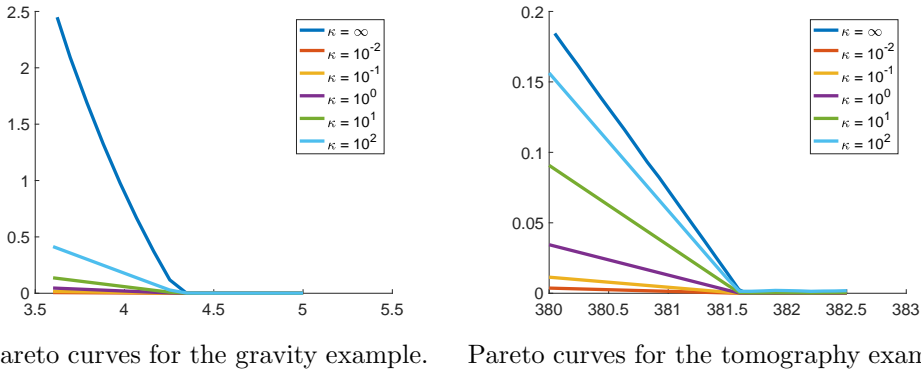 2.5
2
1.5
1
0.5
0
3.5 4 4.5 5 5.5
κ = ∞
κ = 10^-2
κ = 10^-1
κ = 10^0
κ = 10^1
κ = 10^2
areto curves for the gravity example.
0.2
0.15
0.1
0.05
0
380 380.5 381 381.5 382 382.5 383
κ = ∞
κ = 10^-2
κ = 10^-1
κ = 10^0
κ = 10^1
κ = 10^2
Pareto curves for the tomography exam